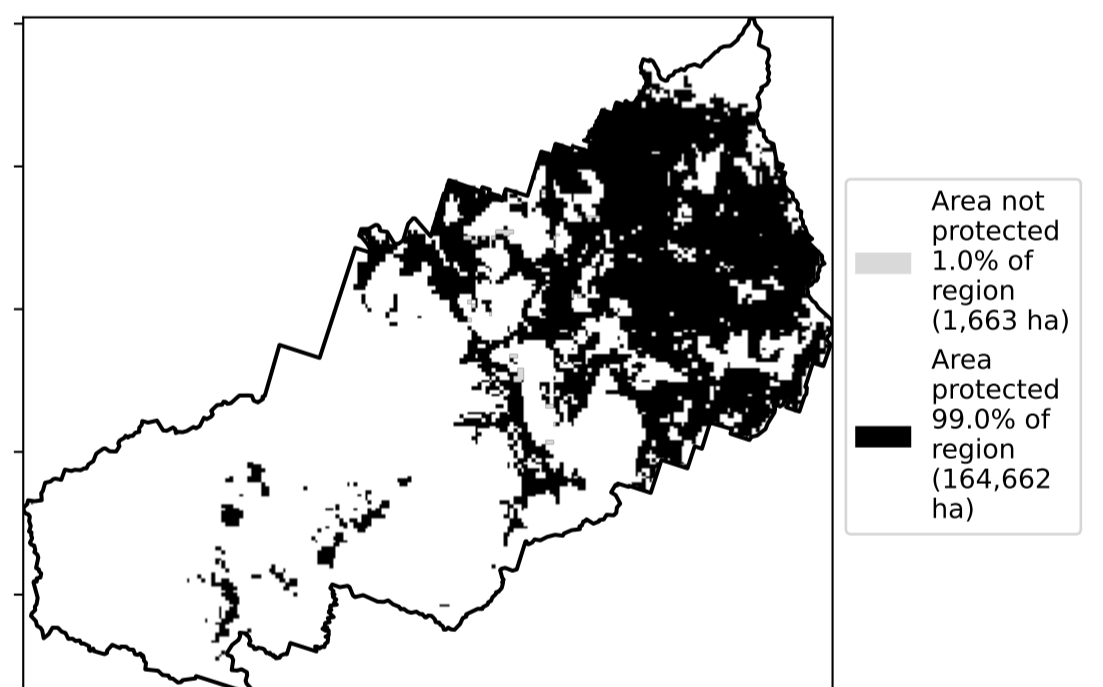 Area not
protected
1.0% of
region
(1,663 ha)
Area
protected
99.0% of
region
(164,662
ha)